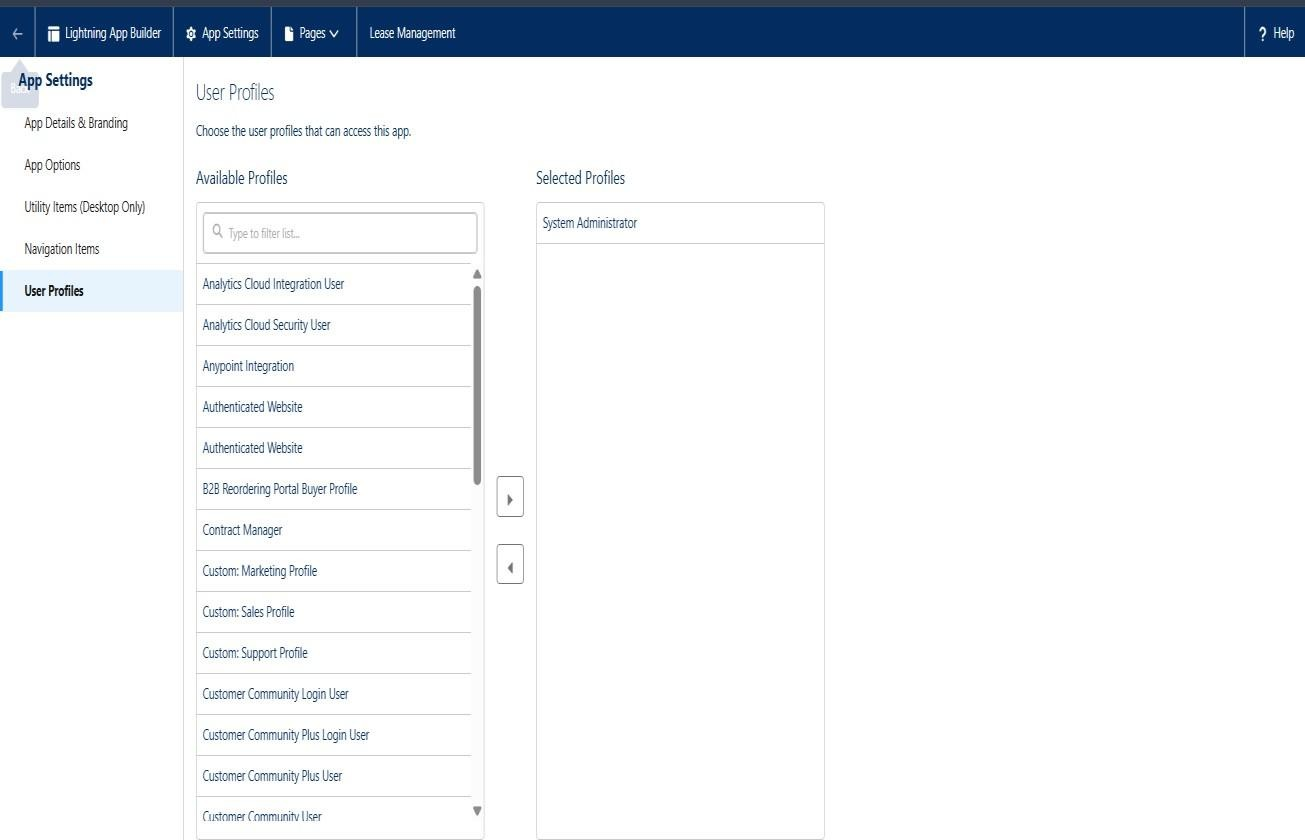 Lightning App Builder
App Settings
Pages
Lease Management
? Help
App Settings
App Details & Branding
App Options
Utility Items (Desktop Only)
Navigation Items
User Profiles
User Profiles
Choose the user profiles that can access this app.
Available Profiles
Type to filter list...
Analytics Cloud Integration User
Analytics Cloud Security User
Anypoint Integration
Authenticated Website
Authenticated Website
B2B Reordering Portal Buyer Profile
Contract Manager
Custom: Marketing Profile
Custom: Sales Profile
Custom: Support Profile
Customer Community Login User
Customer Community Plus Login User
Customer Community Plus User
Customer Community User
Selected Profiles
System Administrator